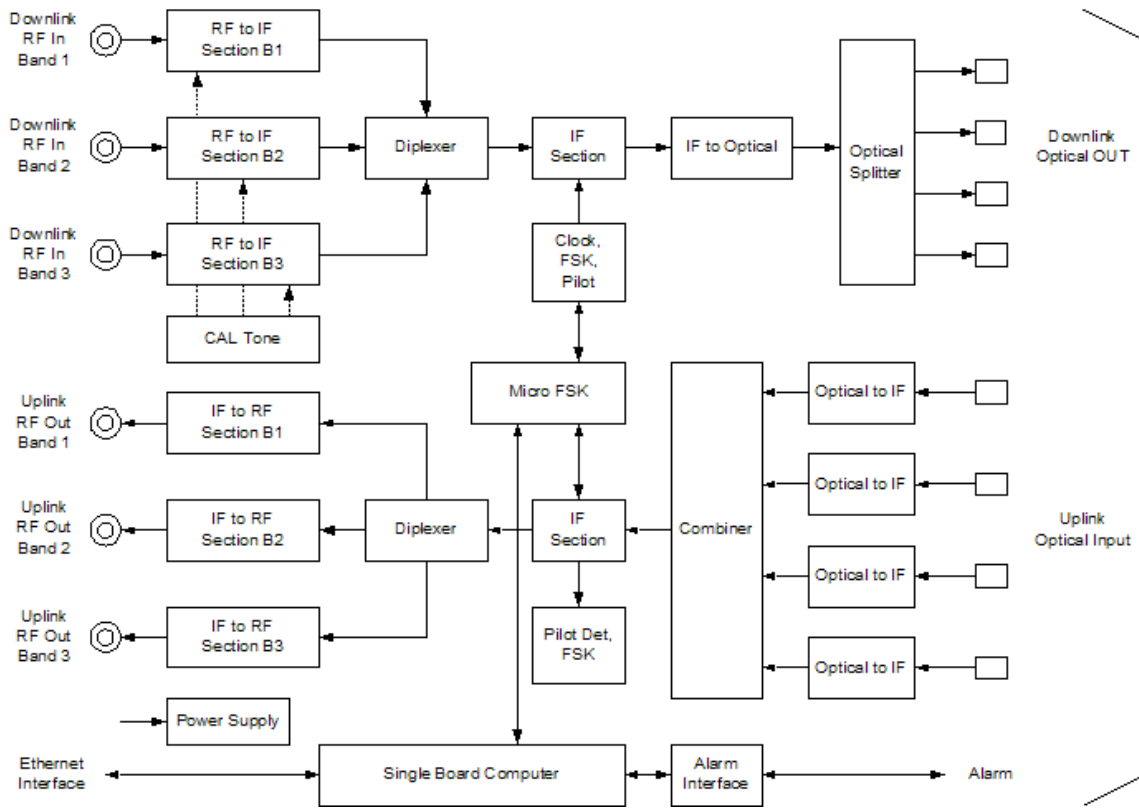 Downlink
RF In
Band 1
RF to IF
Section B1
Downlink
RF In
Band 2
RF to IF
Section B2
Diplexer
IF
Section
IF to Optical
Optical
Splitter
Downlink
Optical OUT
Downlink
RF In
Band 3
RF to IF
Section B3
Clock,
FSK,
Pilot
CAL Tone
Micro FSK
Uplink
RF Out
Band 1
IF to RF
Section B1
Optical to IF
Uplink
RF Out
Band 2
IF to RF
Section B2
Diplexer
IF
Section
Combiner
Optical to IF
Uplink
Optical Input
Optical to IF
Uplink
RF Out
Band 3
IF to RF
Section B3
Pilot Det,
FSK
Optical to IF
Power Supply
Ethernet
Interface
Single Board Computer
Alarm
Interface
Alarm